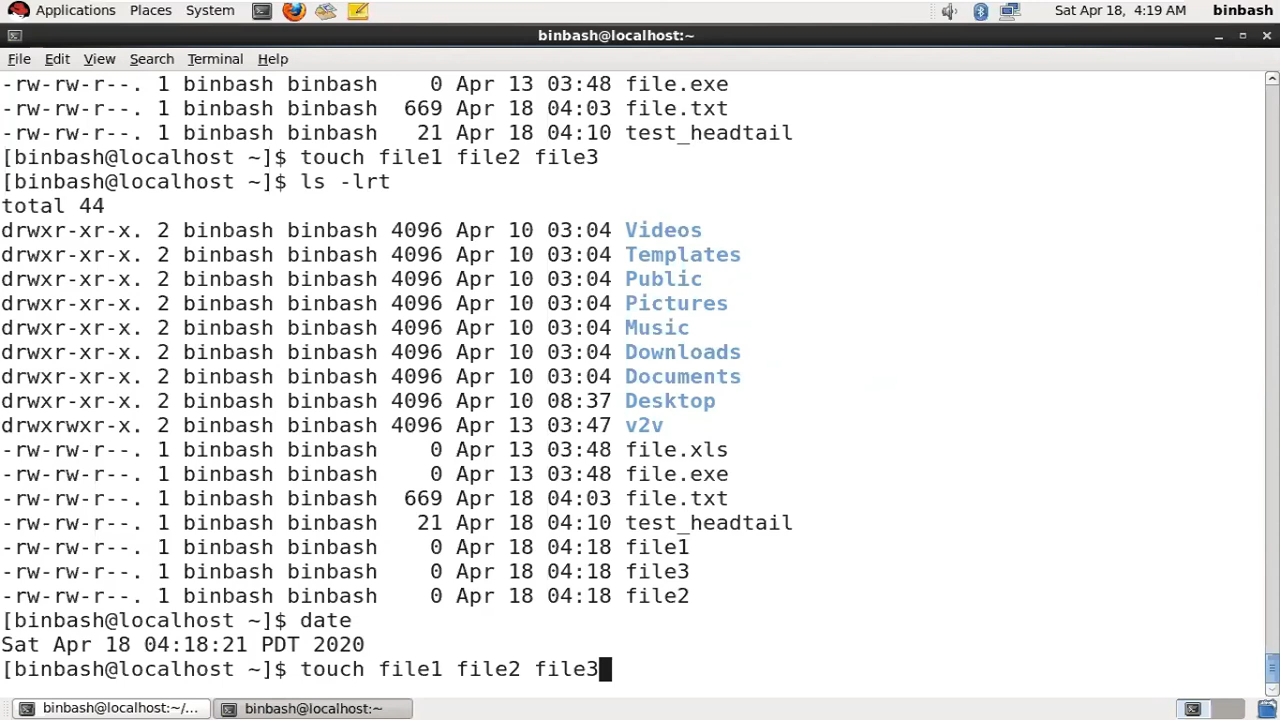 Applications Places System Sat Apr 18, 4:19 AM binbash
binbash@localhost:~
File Edit View Search Terminal Help
-rw-rw-r--. 1 binbash binbash    0 Apr 13 03:48 file.exe
-rw-rw-r--. 1 binbash binbash  669 Apr 18 04:03 file.txt
-rw-rw-r--. 1 binbash binbash   21 Apr 18 04:10 test_headtail
[binbash@localhost ~]$ touch file1 file2 file3
[binbash@localhost ~]$ ls -lrt
total 44
drwxr-xr-x. 2 binbash binbash 4096 Apr 10 03:04 Videos
drwxr-xr-x. 2 binbash binbash 4096 Apr 10 03:04 Templates
drwxr-xr-x. 2 binbash binbash 4096 Apr 10 03:04 Public
drwxr-xr-x. 2 binbash binbash 4096 Apr 10 03:04 Pictures
drwxr-xr-x. 2 binbash binbash 4096 Apr 10 03:04 Music
drwxr-xr-x. 2 binbash binbash 4096 Apr 10 03:04 Downloads
drwxr-xr-x. 2 binbash binbash 4096 Apr 10 03:04 Documents
drwxr-xr-x. 2 binbash binbash 4096 Apr 10 08:37 Desktop
drwxrwxr-x. 2 binbash binbash 4096 Apr 13 03:47 v2v
-rw-rw-r--. 1 binbash binbash    0 Apr 13 03:48 file.xls
-rw-rw-r--. 1 binbash binbash    0 Apr 13 03:48 file.exe
-rw-rw-r--. 1 binbash binbash  669 Apr 18 04:03 file.txt
-rw-rw-r--. 1 binbash binbash   21 Apr 18 04:10 test_headtail
-rw-rw-r--. 1 binbash binbash    0 Apr 18 04:18 file1
-rw-rw-r--. 1 binbash binbash    0 Apr 18 04:18 file3
-rw-rw-r--. 1 binbash binbash    0 Apr 18 04:18 file2
[binbash@localhost ~]$ date
Sat Apr 18 04:18:21 PDT 2020
[binbash@localhost ~]$ touch file1 file2 file3
binbash@localhost:~/... binbash@localhost:~